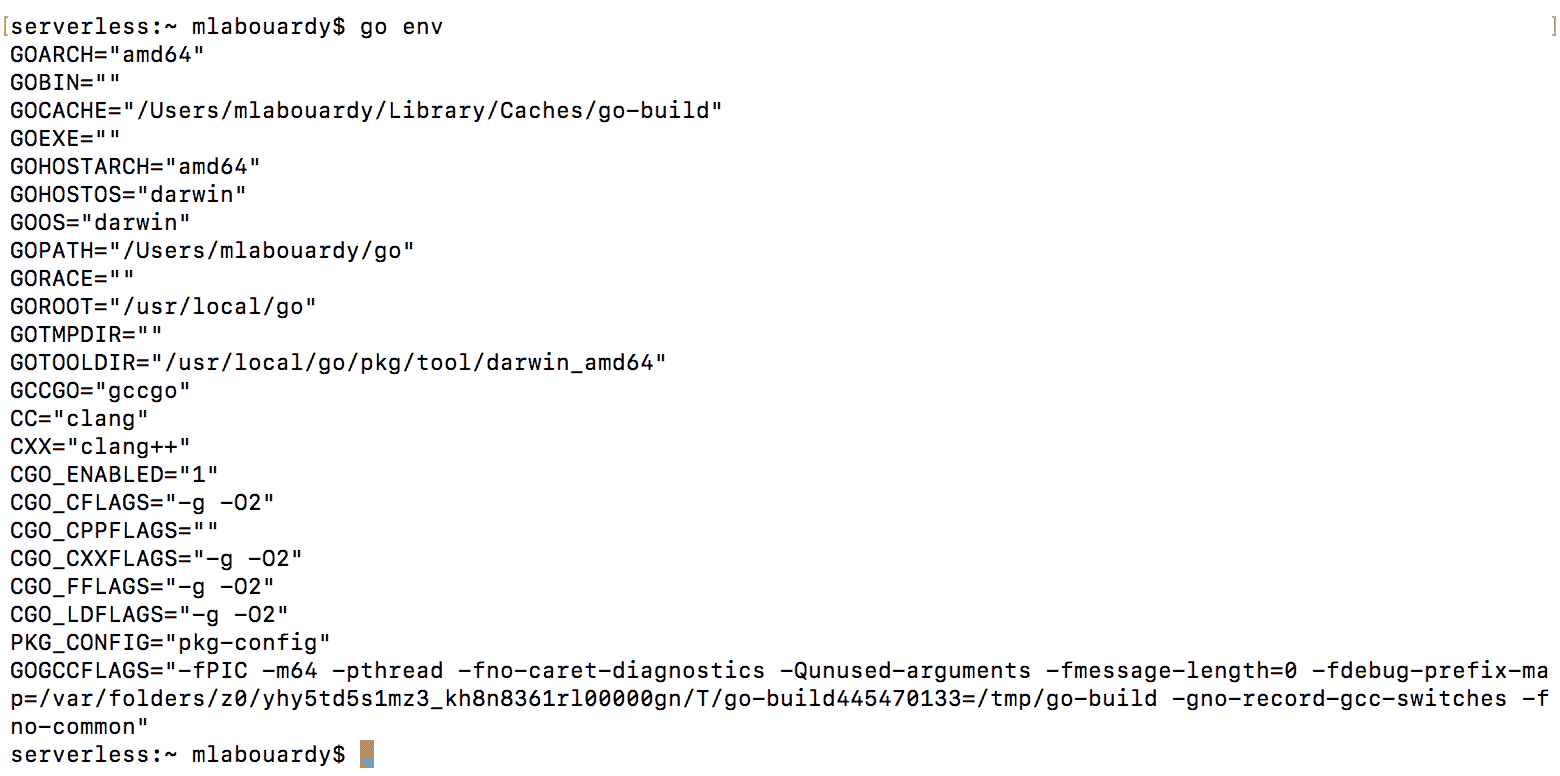 [serverless:~ mlabouardy$ go env ]
GOARCH="amd64"
GOBIN=""
GOCACHE="/Users/mlabouardy/Library/Caches/go-build"
GOEXE=""
GOHOSTARCH="amd64"
GOHOSTOS="darwin"
GOOS="darwin"
GOPATH="/Users/mlabouardy/go"
GORACE=""
GOROOT="/usr/local/go"
GOTMPDIR=""
GOTOOLDIR="/usr/local/go/pkg/tool/darwin_amd64"
GCCGO="gccgo"
CC="clang"
CXX="clang++"
CGO_ENABLED="1"
CGO_CFLAGS="-g -O2"
CGO_CPPFLAGS=""
CGO_CXXFLAGS="-g -O2"
CGO_FFLAGS="-g -O2"
CGO_LDFLAGS="-g -O2"
PKG_CONFIG="pkg-config"
GOGCCFLAGS="-fPIC -m64 -pthread -fno-caret-diagnostics -Qunused-arguments -fmessage-length=0 -fdebug-prefix-ma
p=/var/folders/z0/yhy5td5s1mz3_kh8n8361rl00000gn/T/go-build445470133=/tmp/go-build -gno-record-gcc-switches -f
no-common"
serverless:~ mlabouardy$